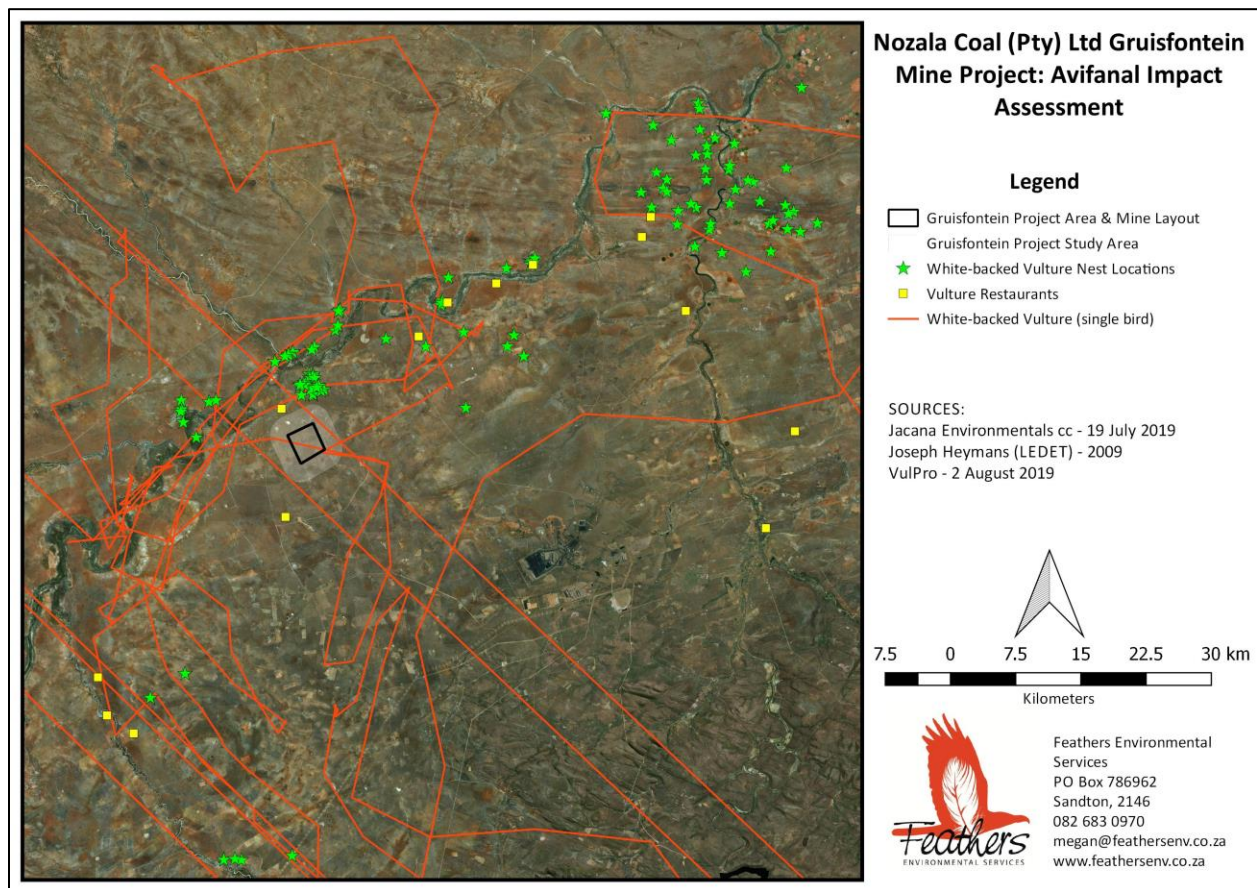 Nozala Coal (Pty) Ltd Gruisfontein
Mine Project: Avifanal Impact
Assessment
Legend
Gruisfontein Project Area & Mine Layout
Gruisfontein Project Study Area
White-backed Vulture Nest Locations
Vulture Restaurants
White-backed Vulture (single bird)
SOURCES:
Jacana Environmentals cc - 19 July 2019
Joseph Heymans (LEDET) - 2009
VulPro - 2 August 2019
7.5 0 7.5 15 22.5 30 km
Kilometers
Feathers
ENVIRONMENTAL SERVICES
Feathers Environmental
Services
PO Box 786962
Sandton, 2146
082 683 0970
megan@feathersenv.co.za
www.feathersenv.co.za